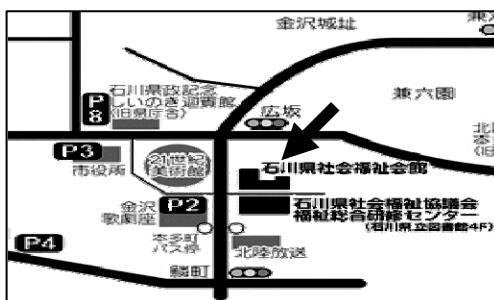 金沢城址
兼六園
石川県政記念
しいのき迎賓館
(旧県庁舎)
P
8
広坂
P3
市役所
21世紀
美術館
石川県社会福祉会館
金沢
歌劇座
P2
石川県社会福祉協議会
福祉総合研修センター
(石川県立図書館4F)
本多町
バス停
北陸放送
P4
鱗町